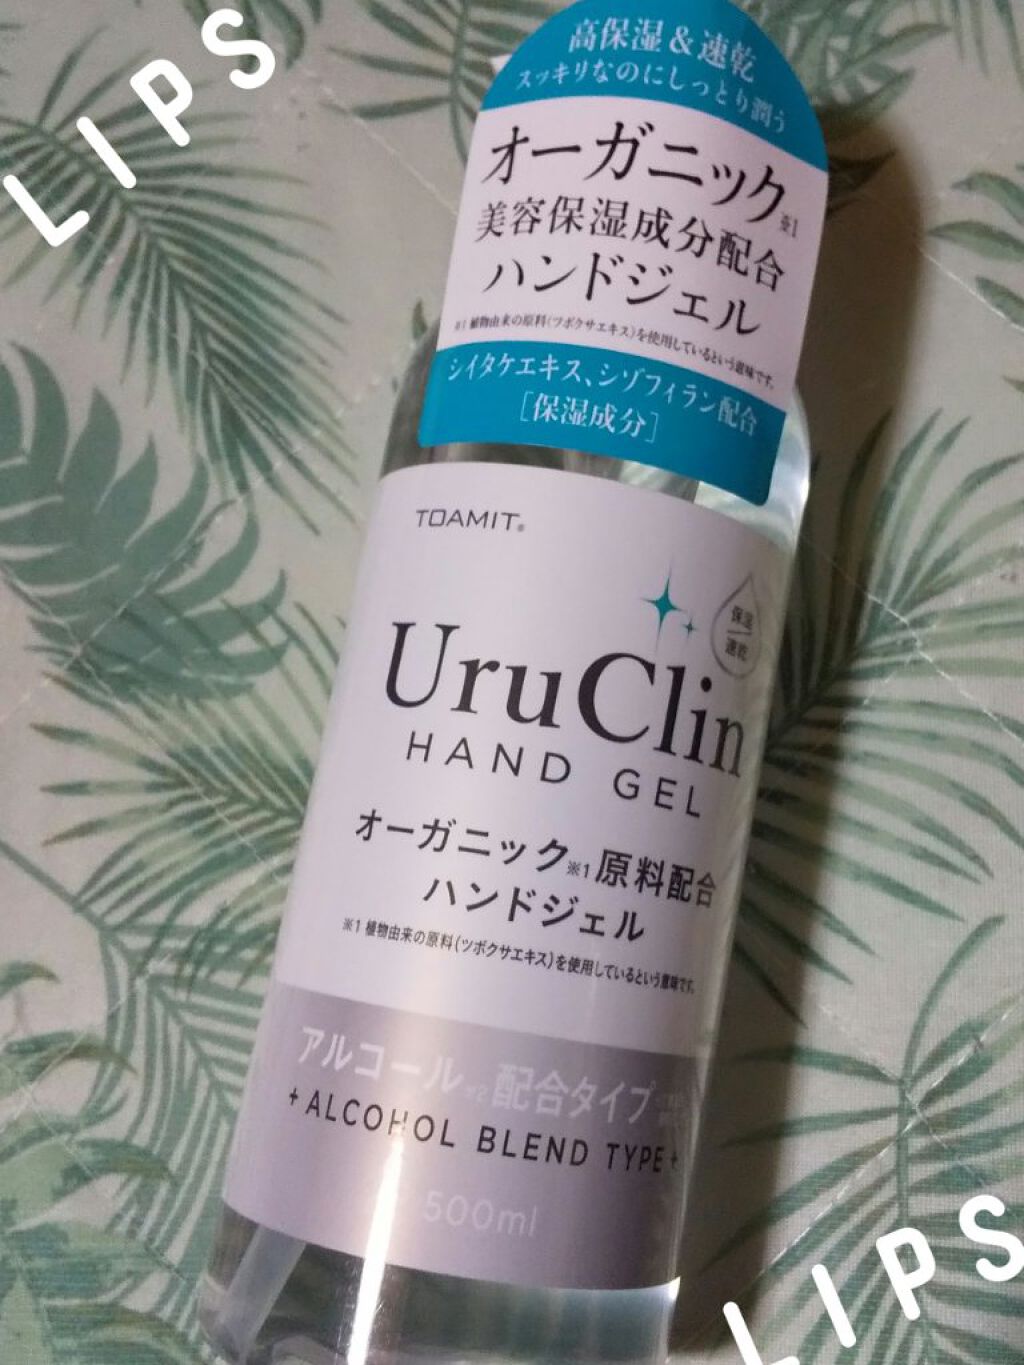 LIPS
高保湿&速乾
スッキリなのにしっとり潤う
オーガニック※1
美容保湿成分配合
ハンドジェル
※1 植物由来の原料(ツボクサエキス)を使用しているという意味です。
シイタケエキス、シゾフィラン配合
[保湿成分]
TOAMIT®
保湿
速乾
UruClin
HAND GEL
オーガニック※1原料配合
ハンドジェル
※1 植物由来の原料(ツボクサエキス)を使用しているという意味です。
アルコール※2配合タイプ
+ALCOHOL BLEND TYPE+
500ml
LIPS